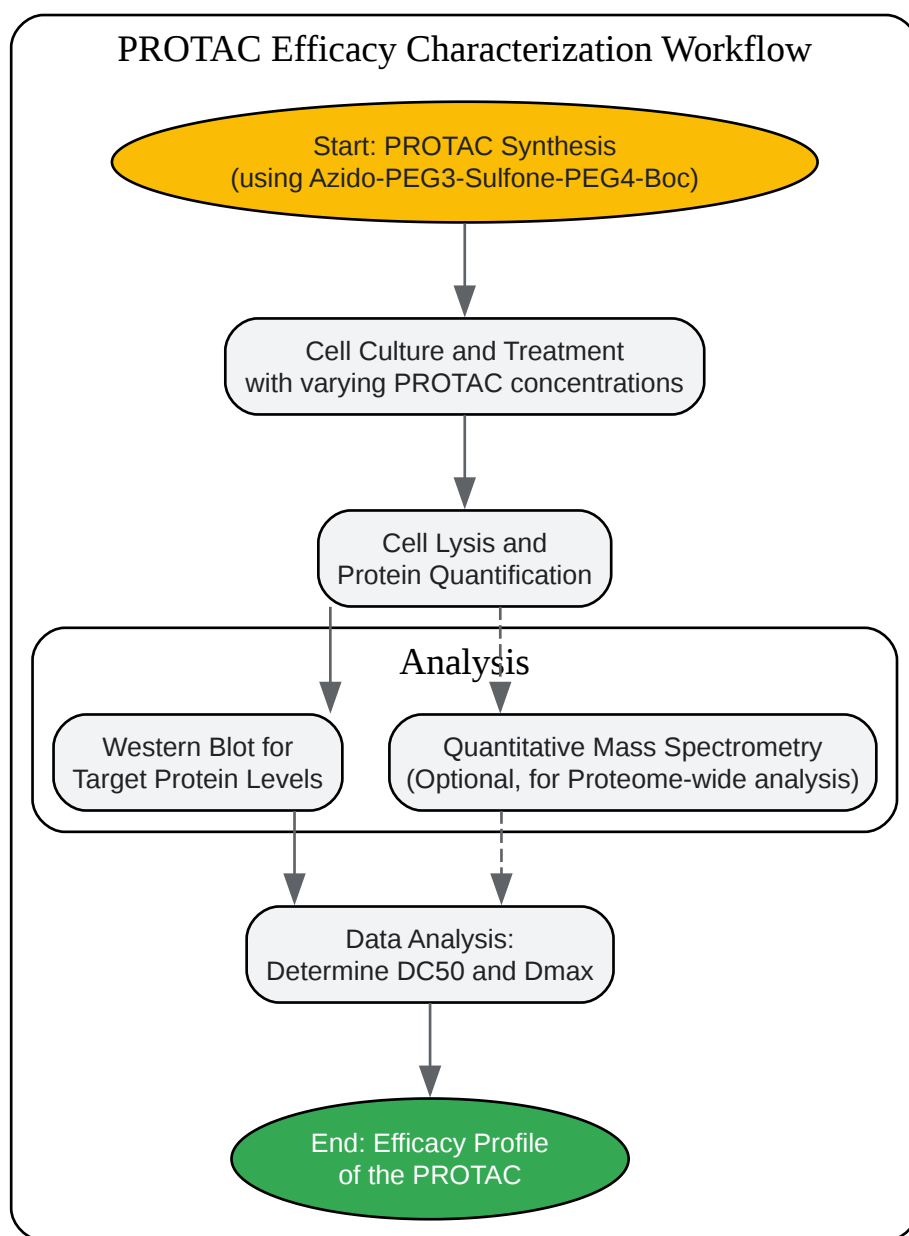 PROTAC Efficacy Characterization Workflow
Start: PROTAC Synthesis
(using Azido-PEG3-Sulfone-PEG4-Boc)
Cell Culture and Treatment
with varying PROTAC concentrations
Cell Lysis and
Protein Quantification
Analysis
Western Blot for
Target Protein Levels
Quantitative Mass Spectrometry
(Optional, for Proteome-wide analysis)
Data Analysis:
Determine DC50 and Dmax
End: Efficacy Profile
of the PROTAC